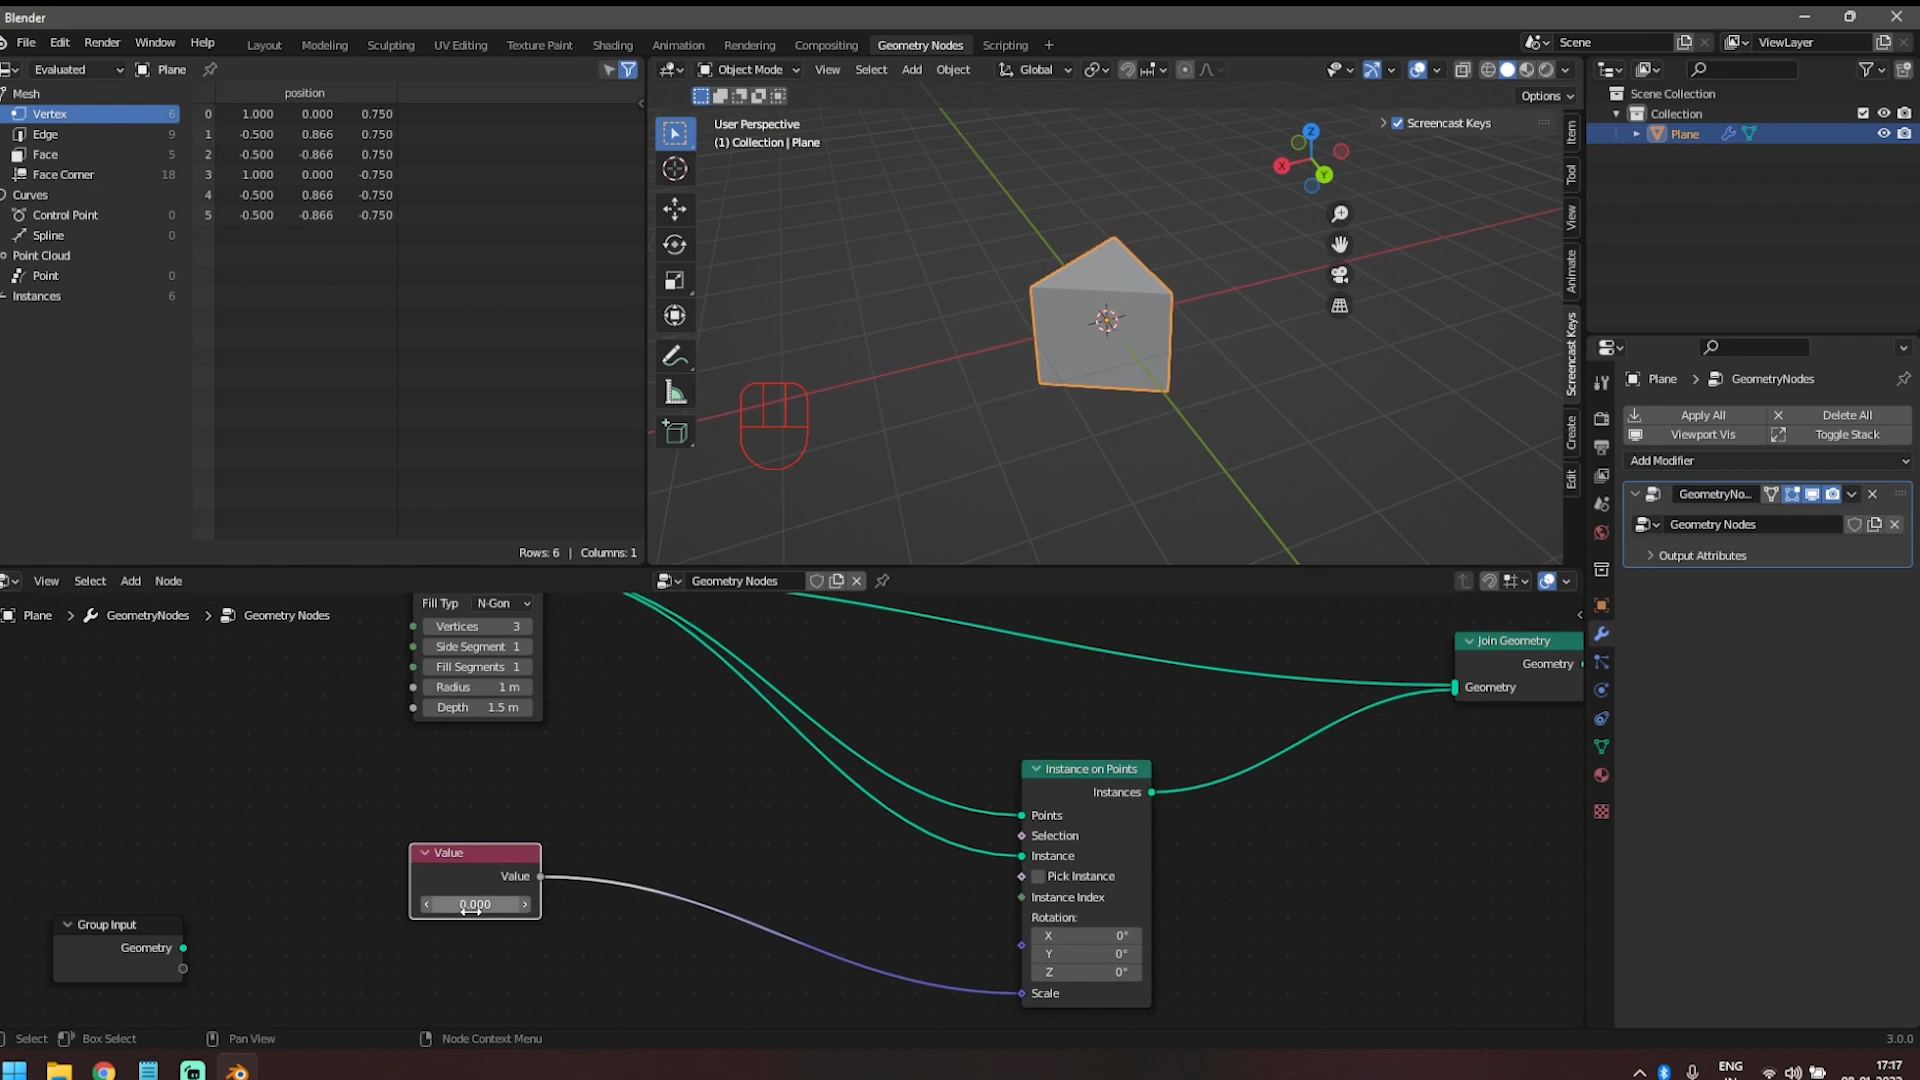 Blender
File Edit Render Window Help Layout Modeling Sculpting UV Editing Texture Paint Shading Animation Rendering Compositing Geometry Nodes Scripting + Scene ViewLayer
Evaluated Plane Object Mode View Select Add Object Global
Options
Mesh
Vertex 6
Edge 9
Face 5
Face Corner 18
Curves
Control Point 0
Spline 0
Point Cloud
Point 0
Instances 6
position
0 1.000 0.000 0.750
1 -0.500 0.866 0.750
2 -0.500 -0.866 0.750
3 1.000 0.000 -0.750
4 -0.500 0.866 -0.750
5 -0.500 -0.866 -0.750
Rows: 6 | Columns: 1
User Perspective
(1) Collection | Plane
Screencast Keys
Z
X
Y
Item
Tool
View
Animate
Screencast Keys
Create
Edit
Scene Collection
Collection
Plane
Plane > GeometryNodes
Apply All Delete All
Viewport Vis Toggle Stack
Add Modifier
GeometryNo...
Geometry Nodes
Output Attributes
View Select Add Node Geometry Nodes
Plane > GeometryNodes > Geometry Nodes
Fill Typ N-Gon
Vertices 3
Side Segment 1
Fill Segments 1
Radius 1 m
Depth 1.5 m
Join Geometry
Geometry
Geometry
Instance on Points
Instances
Points
Selection
Instance
Pick Instance
Instance Index
Rotation:
X 0°
Y 0°
Z 0°
Scale
Value
Value
0.000
Group Input
Geometry
Select Box Select Pan View Node Context Menu 3.0.0
ENG
17:17